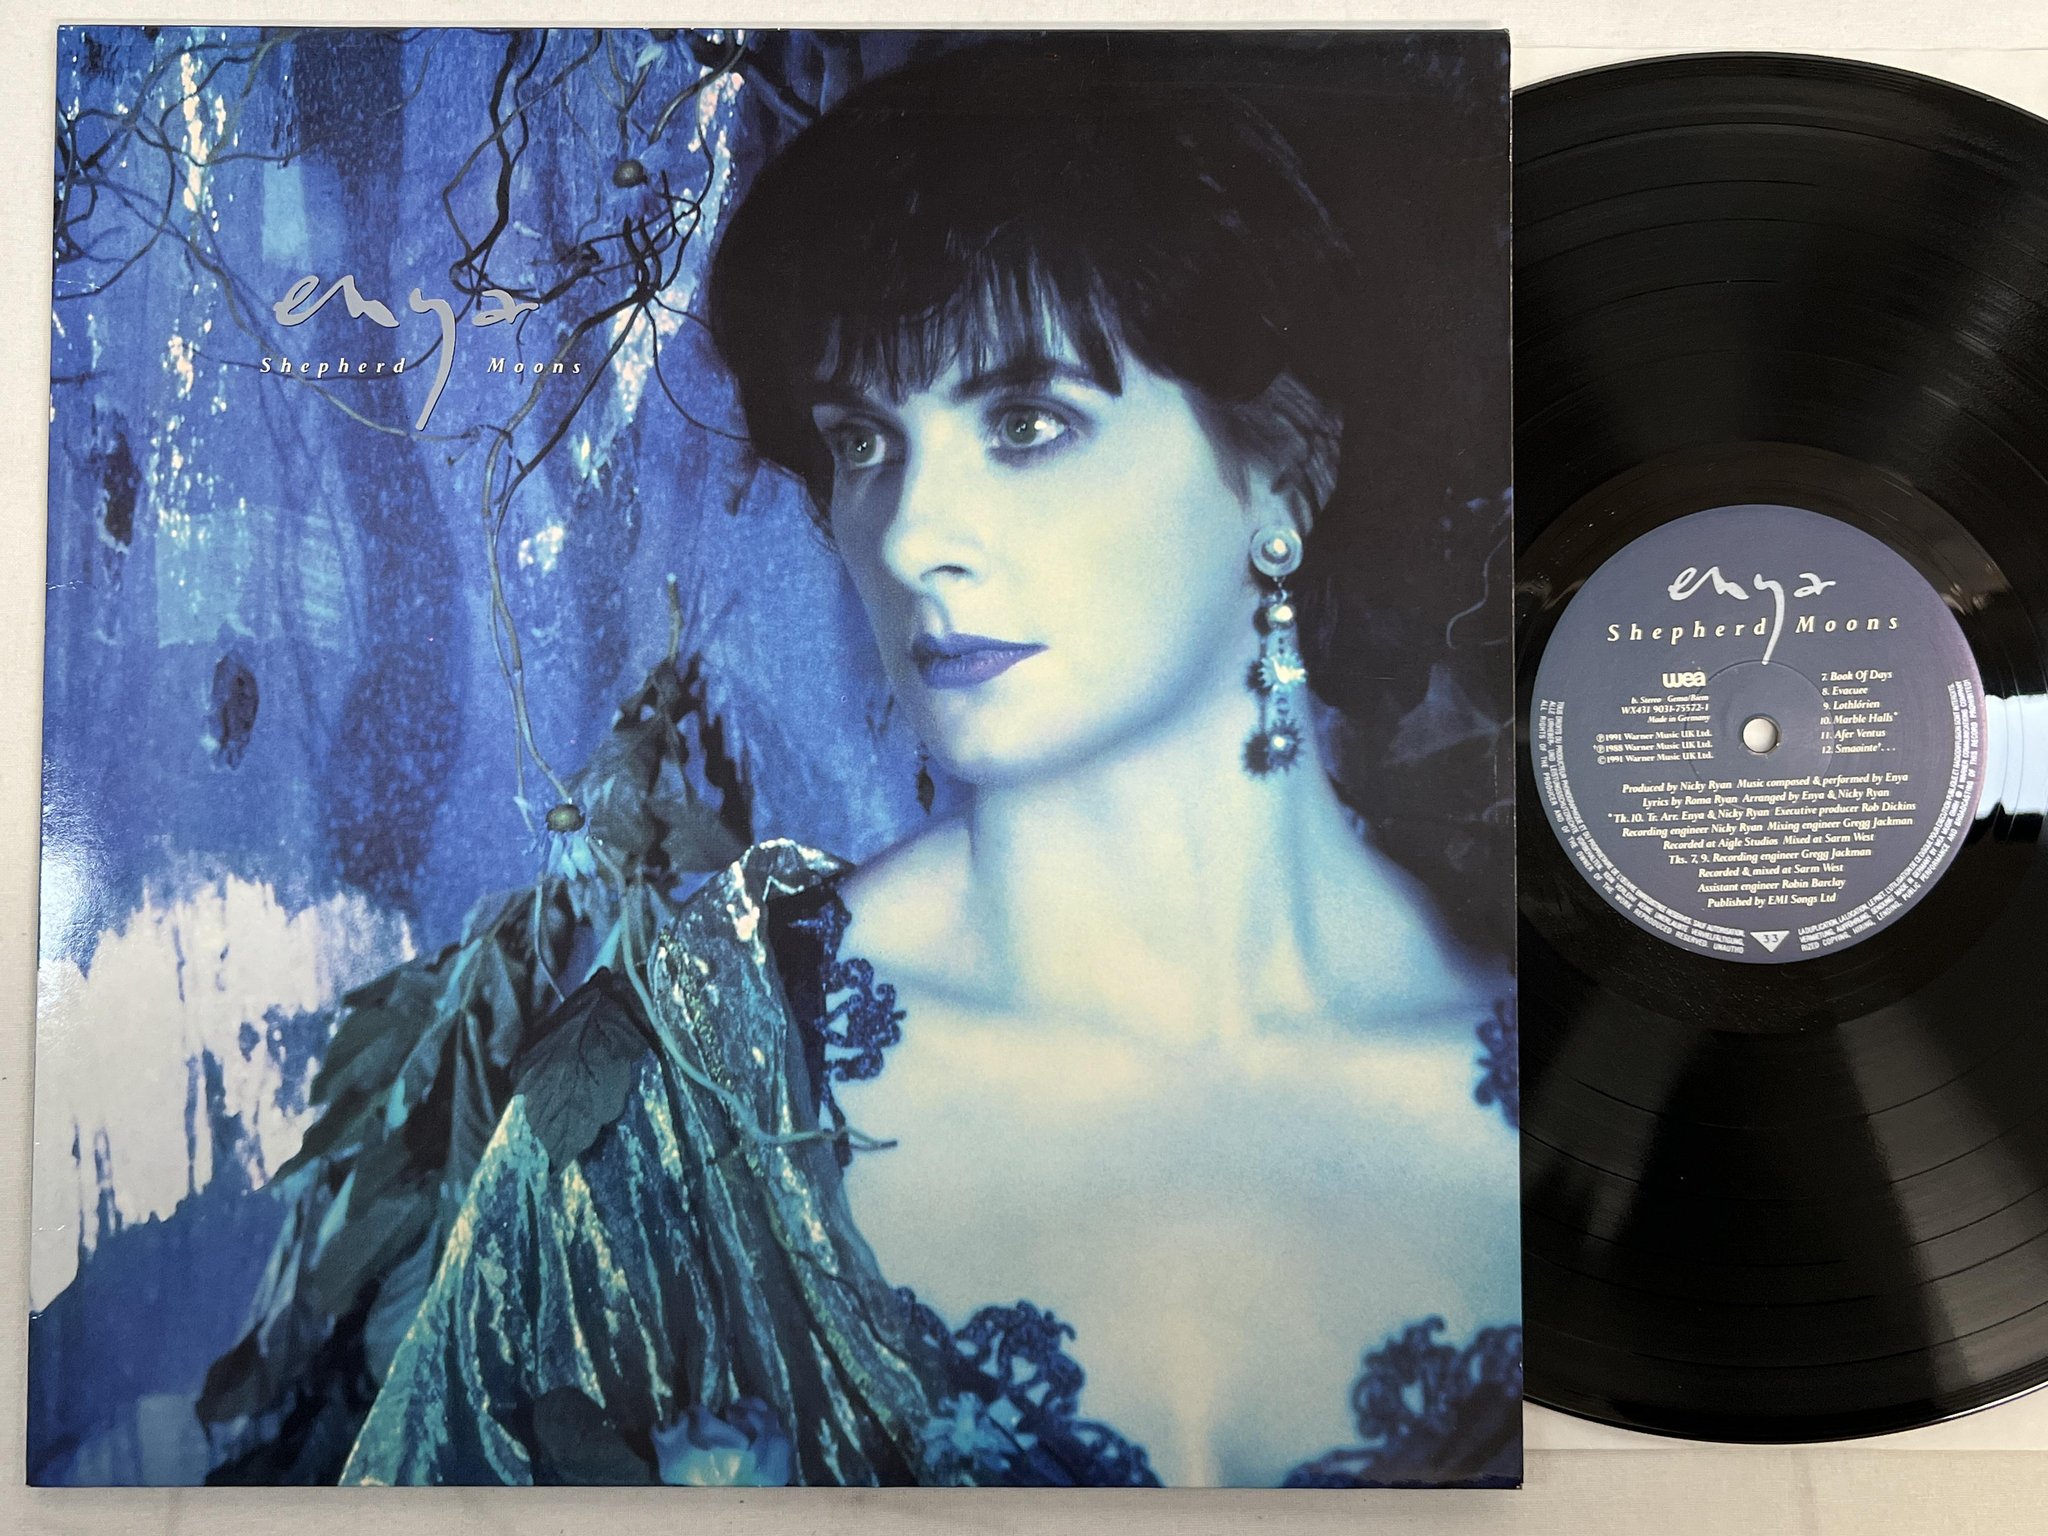 enya
Shepherd Moons
enya
Shepherd Moons
wea
Stereo Gema/Biem
WX431 9031-75572-1
Made in Germany
℗1991 Warner Music UK Ltd.
†℗1988 Warner Music UK Ltd.
©1991 Warner Music UK Ltd.
7. Book Of Days
8. Evacuee
9. Lothlórien
10. Marble Halls*
11. Afer Ventus
12. Smaointe†...
Produced by Nicky Ryan Music composed & performed by Enya
Lyrics by Roma Ryan Arranged by Enya & Nicky Ryan
*Tk. 10. Tr. Arr. Enya & Nicky Ryan Executive producer Rob Dickins
Recording engineer Nicky Ryan Mixing engineer Gregg Jackman
Recorded at Aigle Studios Mixed at Sarm West
Tks. 7, 9. Recording engineer Gregg Jackman
Recorded & mixed at Sarm West
Assistant engineer Robin Barclay
Published by EMI Songs Ltd
33